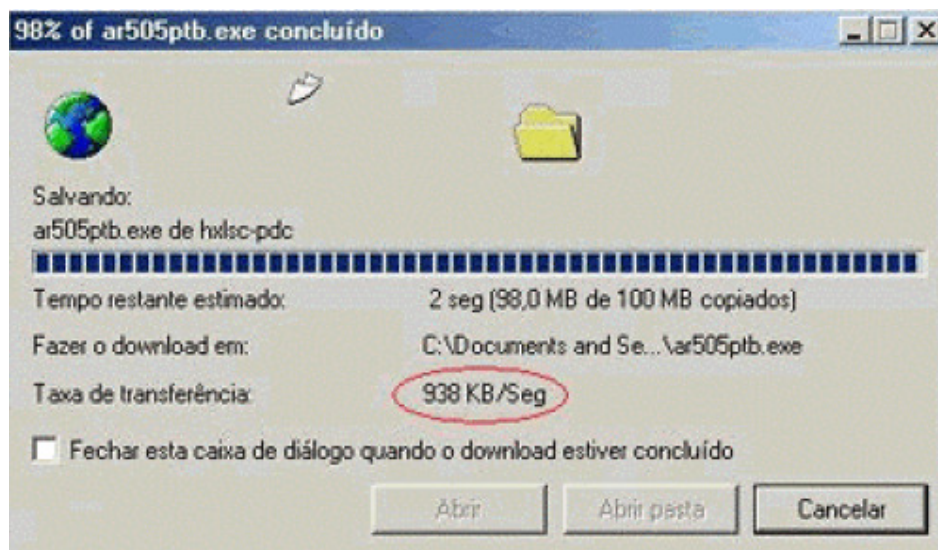 98% of ar505ptb.exe concluído
Salvando:
ar505ptb.exe de hxlsc-pdc
Tempo restante estimado: 2 seg (98,0 MB de 100 MB copiados)
Fazer o download em: C:\Documents and Se...\ar505ptb.exe
Taxa de transferência: 938 KB/Seg
Fechar esta caixa de diálogo quando o download estiver concluído
Abrir Abrir pasta Cancelar